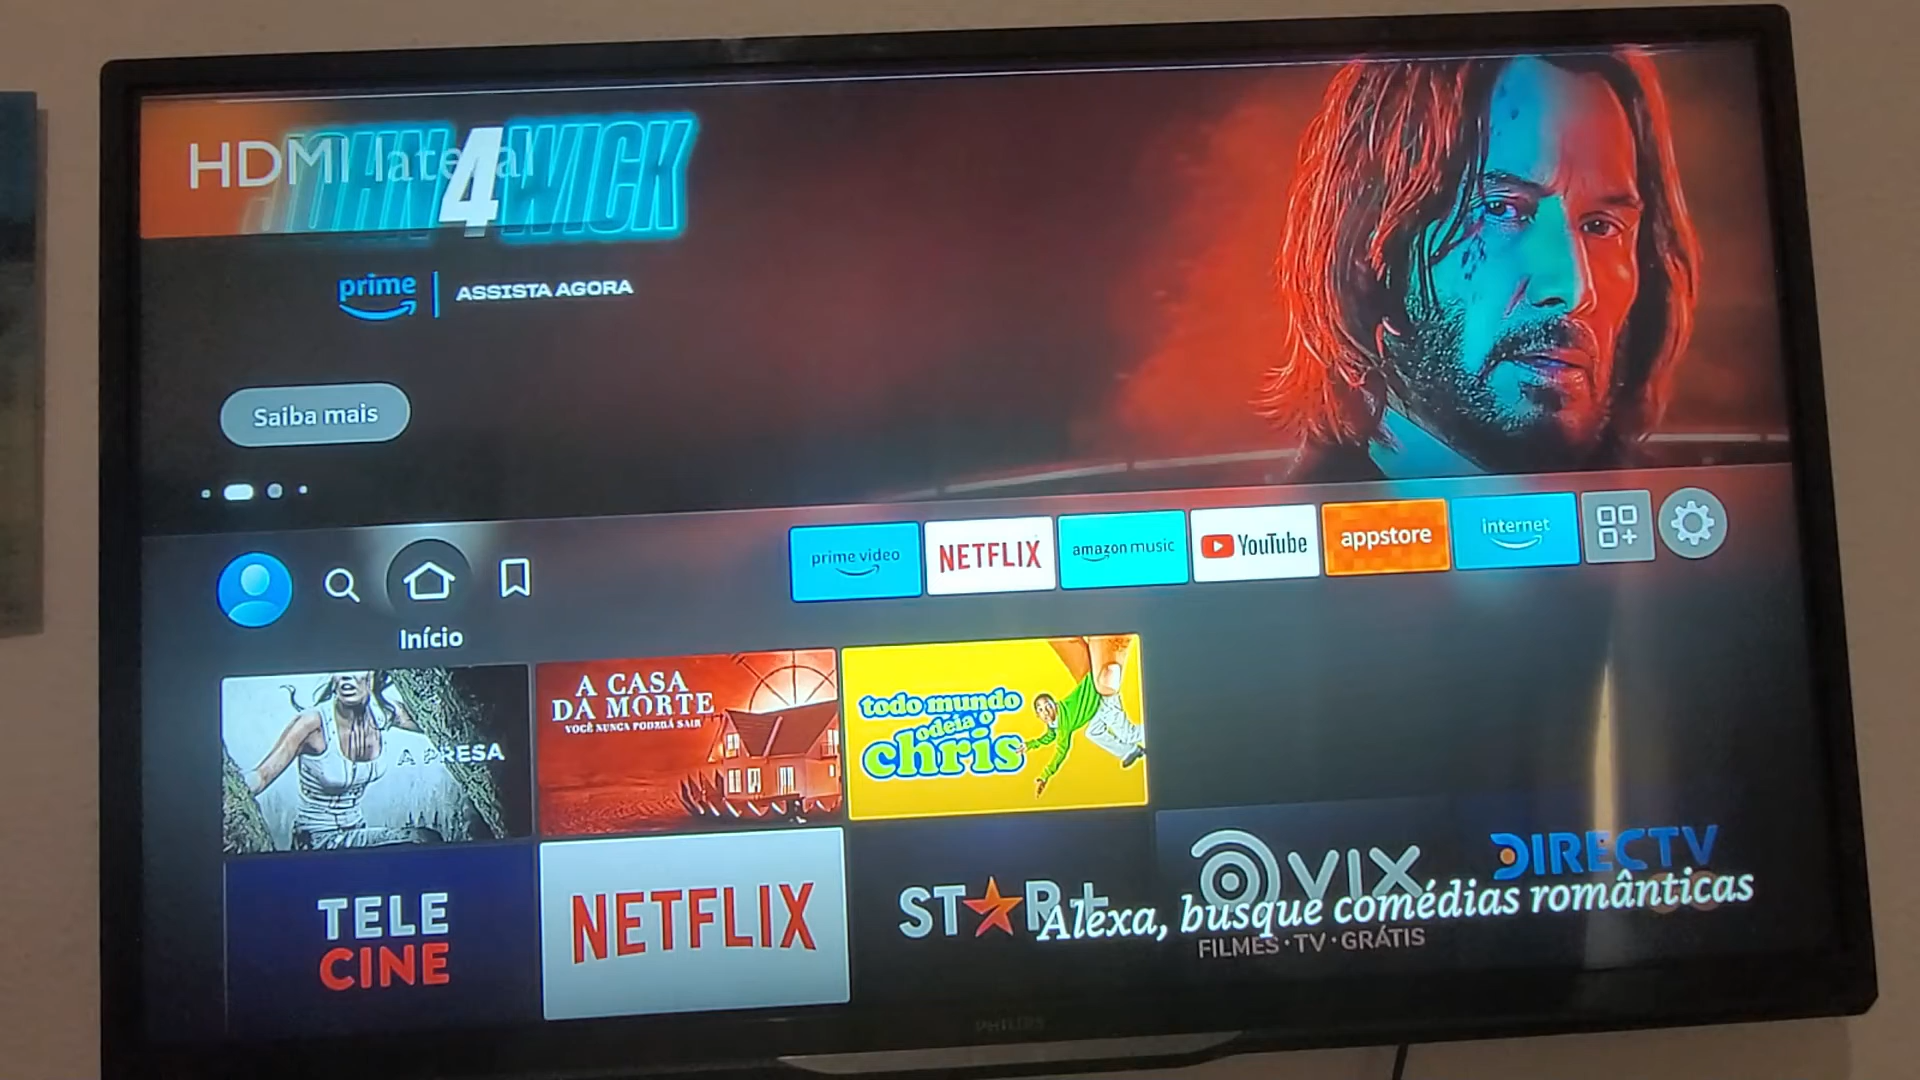 HDMI lateral
JOHN 4 WICK
prime | ASSISTA AGORA
Saiba mais
prime video
NETFLIX
amazon music
YouTube
appstore
internet
Início
A PRESA
A CASA
DA MORTE
VOCÊ NUNCA PODERÁ SAIR
todo mundo
odeia o
chris
TELE
CINE
NETFLIX
STAR+
VIX
FILMES·TV·GRÁTIS
DIRECTV
Alexa, busque comédias românticas
PHILIPS